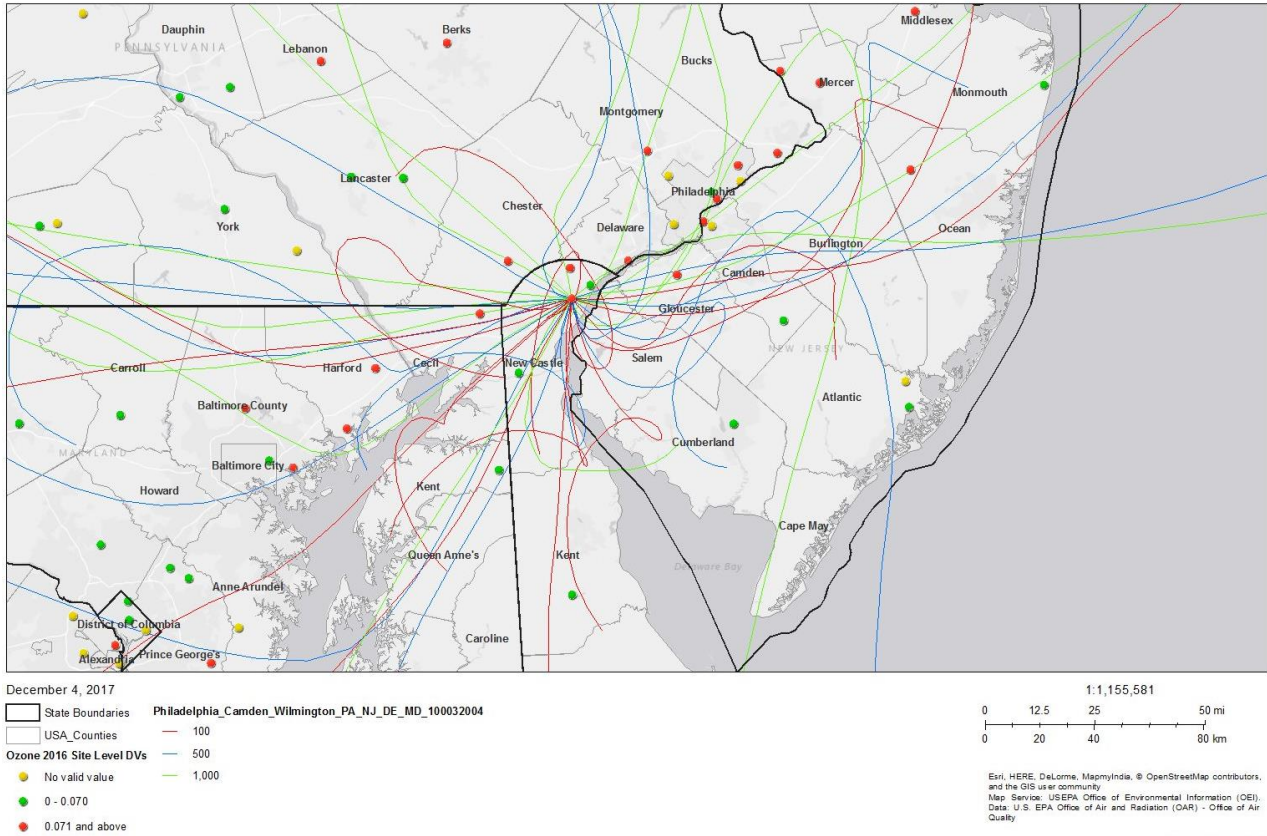 Middlesex
Dauphin
Berks
PENNSYLVANIA
Lebanon
Bucks
Mercer
Monmouth
Montgomery
Lancaster
Philadelphia
Chester
York
Delaware
Ocean
Burlington
Camden
Gloucester
NEW JERSEY
Salem
New Castle
Cecil
Harford
Carroll
Atlantic
Baltimore County
Cumberland
MARYLAND
Baltimore City
Howard
Kent
Cape May
Queen Anne's
Kent
Delaware Bay
Anne Arundel
District of Columbia
Caroline
Alexandria
Prince George's
December 4, 2017
State Boundaries
USA_Counties
Ozone 2016 Site Level DVs
No valid value
0 - 0.070
0.071 and above
Philadelphia_Camden_Wilmington_PA_NJ_DE_MD_100032004
100
500
1,000
1:1,155,581
0 12.5 25 50 mi
0 20 40 80 km
Esri, HERE, DeLorme, MapmyIndia, © OpenStreetMap contributors,
and the GIS user community
Map Service: USEPA Office of Environmental Information (OEI).
Data: U.S. EPA Office of Air and Radiation (OAR) - Office of Air
Quality